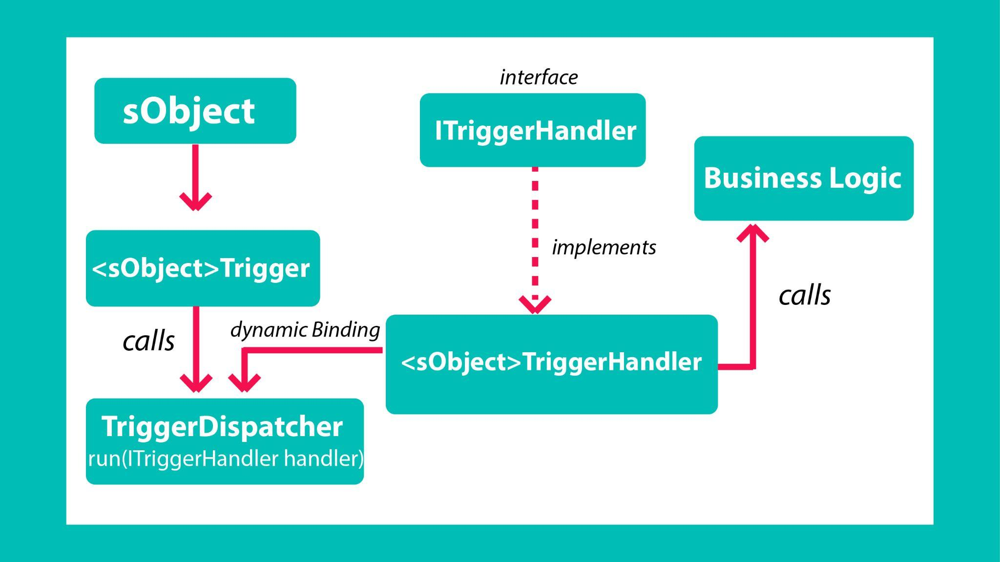 sObject
interface
ITriggerHandler
Business Logic
implements
<sObject>Trigger
calls
calls
dynamic Binding
<sObject>TriggerHandler
TriggerDispatcher
run(ITriggerHandler handler)